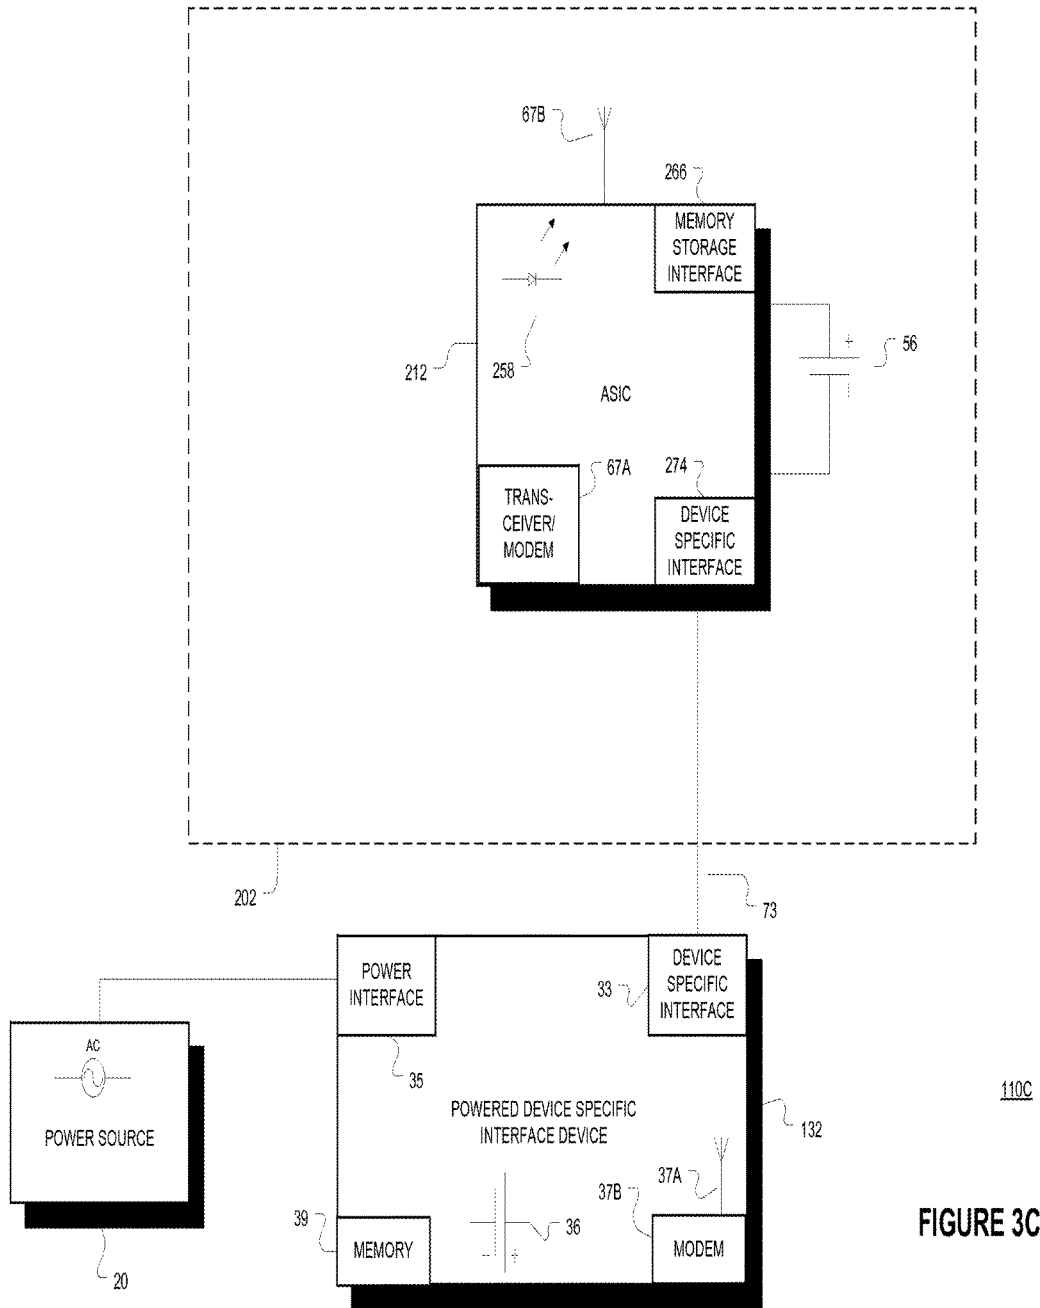 67B
266
MEMORY
STORAGE
INTERFACE
+
56
212
258
ASIC
67A
274
TRANS-
CEIVER/
MODEM
DEVICE
SPECIFIC
INTERFACE
202
73
POWER
INTERFACE
33
DEVICE
SPECIFIC
INTERFACE
AC
35
POWER SOURCE
POWERED DEVICE SPECIFIC
INTERFACE DEVICE
110C
132
37A
39
37B
36
MEMORY
- +
MODEM
20
FIGURE 3C